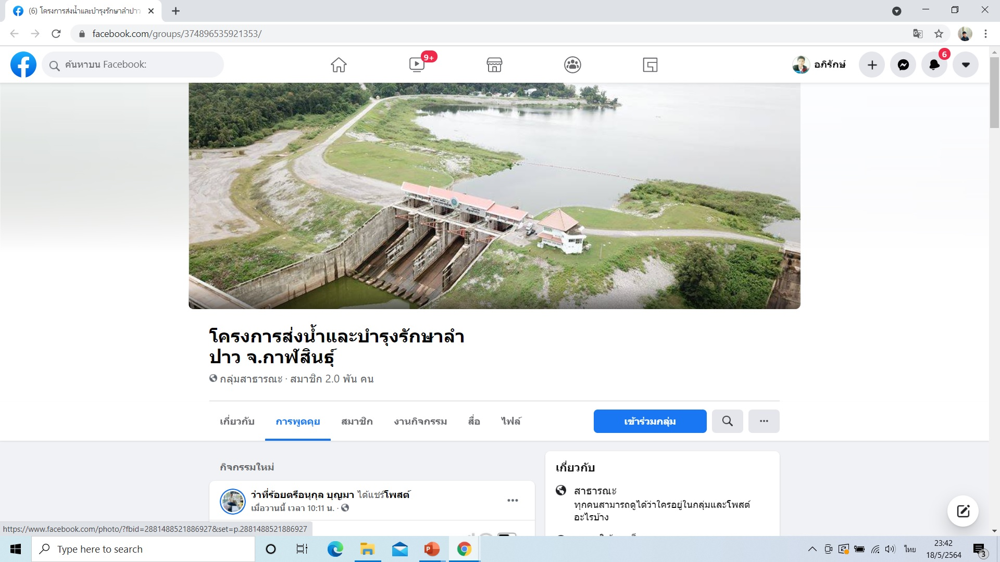 (6) โครงการส่งน้ำและบำรุงรักษาลำปาว
facebook.com/groups/374896535921353/
ค้นหาบน Facebook:
9+
อภิรักษ์
6
โครงการส่งน้ำและบำรุงรักษาลำ
ปาว จ.กาฬสินธุ์
กลุ่มสาธารณะ · สมาชิก 2.0 พัน คน
เกี่ยวกับ
การพูดคุย
สมาชิก
งานกิจกรรม
สื่อ
ไฟล์
เข้าร่วมกลุ่ม
กิจกรรมใหม่
ว่าที่ร้อยตรีอนุกุล บุญมา ได้แชร์โพสต์
เมื่อวานนี้ เวลา 10:11 น. ·
เกี่ยวกับ
สาธารณะ
ทุกคนสามารถดูได้ว่าใครอยู่ในกลุ่มและโพสต์
อะไรบ้าง
https://www.facebook.com/photo/?fbid=2881488521886927&set=p.2881488521886927
Type here to search
ไทย
23:42
18/5/2564
3